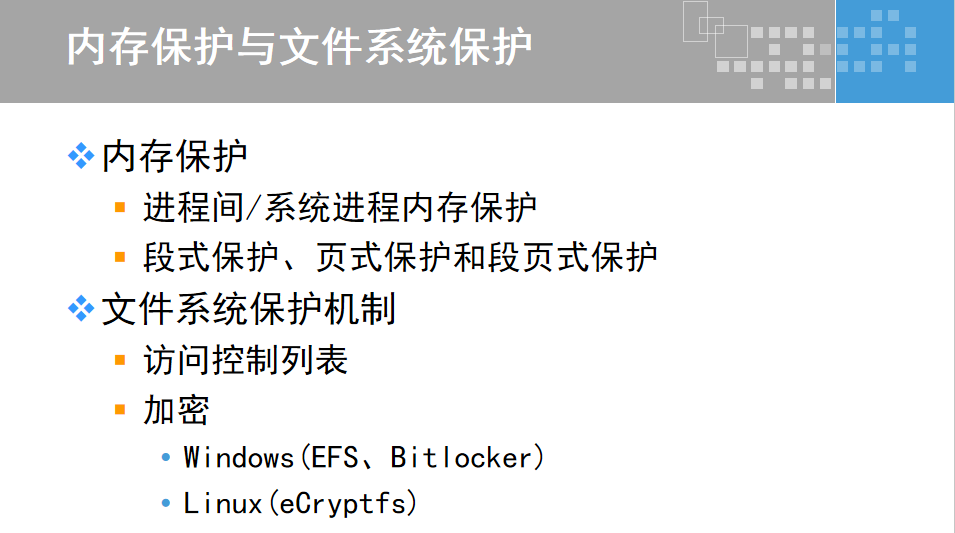 内存保护与文件系统保护
内存保护
进程间/系统进程内存保护
段式保护、页式保护和段页式保护
文件系统保护机制
访问控制列表
加密
Windows(EFS、Bitlocker)
Linux(eCryptfs)